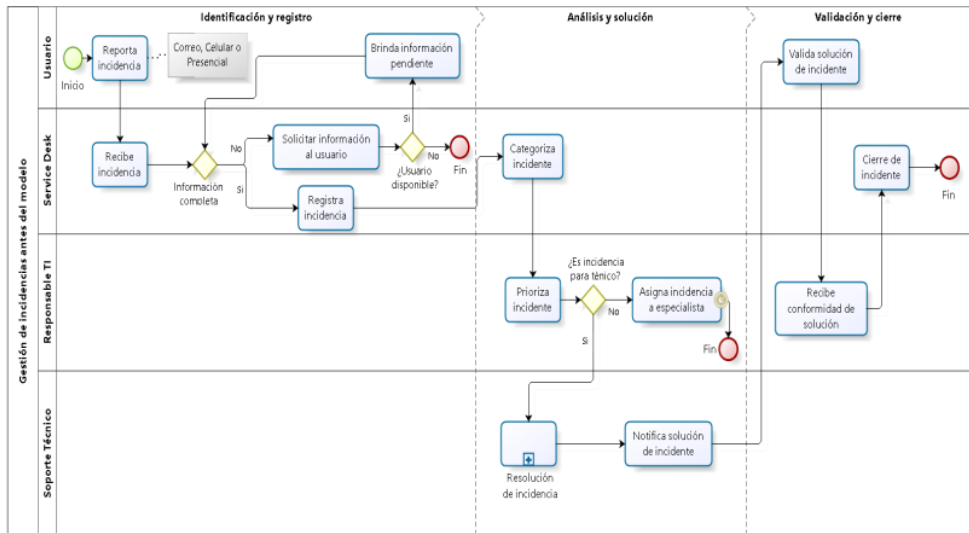 Identificación y registro
Análisis y solución
Validación y cierre
Gestión de incidencias antes del modelo
Usuario
Inicio
Reporta
incidencia
Correo, Celular o
Presencial
Brinda información
pendiente
Valida solución
de incidente
Service Desk
Recibe
incidencia
Información
completa
No
Si
Solicitar información
al usuario
Registra
incidencia
Si
¿Usuario
disponible?
No
Fin
Categoriza
incidente
Cierre de
incidente
Fin
Responsable TI
Prioriza
incidente
¿Es incidencia
para ténico?
No
Si
Asigna incidencia
a especialista
Fin
Recibe
conformidad de
solución
Soporte Técnico
Resolución
de incidencia
Notifica solución
de incidente